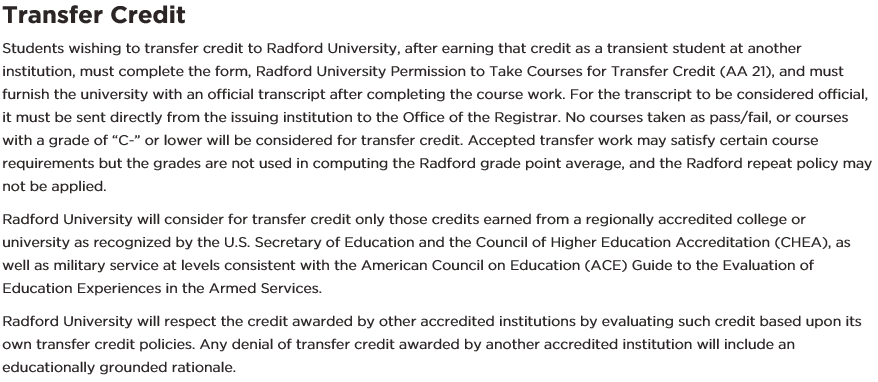 Transfer Credit
Students wishing to transfer credit to Radford University, after earning that credit as a transient student at another
institution, must complete the form, Radford University Permission to Take Courses for Transfer Credit (AA 21), and must
furnish the university with an official transcript after completing the course work. For the transcript to be considered official,
it must be sent directly from the issuing institution to the Office of the Registrar. No courses taken as pass/fail, or courses
with a grade of “C-” or lower will be considered for transfer credit. Accepted transfer work may satisfy certain course
requirements but the grades are not used in computing the Radford grade point average, and the Radford repeat policy may
not be applied.
Radford University will consider for transfer credit only those credits earned from a regionally accredited college or
university as recognized by the U.S. Secretary of Education and the Council of Higher Education Accreditation (CHEA), as
well as military service at levels consistent with the American Council on Education (ACE) Guide to the Evaluation of
Education Experiences in the Armed Services.
Radford University will respect the credit awarded by other accredited institutions by evaluating such credit based upon its
own transfer credit policies. Any denial of transfer credit awarded by another accredited institution will include an
educationally grounded rationale.